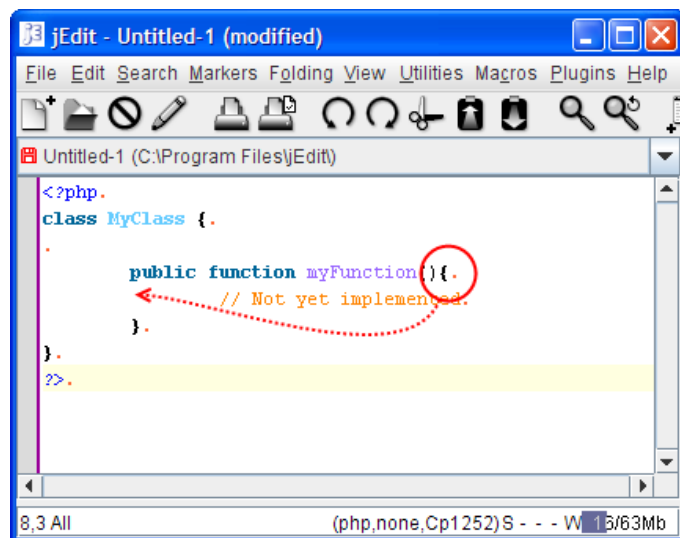 jEdit - Untitled-1 (modified)
File Edit Search Markers Folding View Utilities Macros Plugins Help
Untitled-1 (C:\Program Files\jEdit\)
<?php.
class MyClass {.
.
public function myFunction(){.
// Not yet implemented.
}.
}.
?>.
8,3 All (php,none,Cp1252) S - - - W 16/63Mb